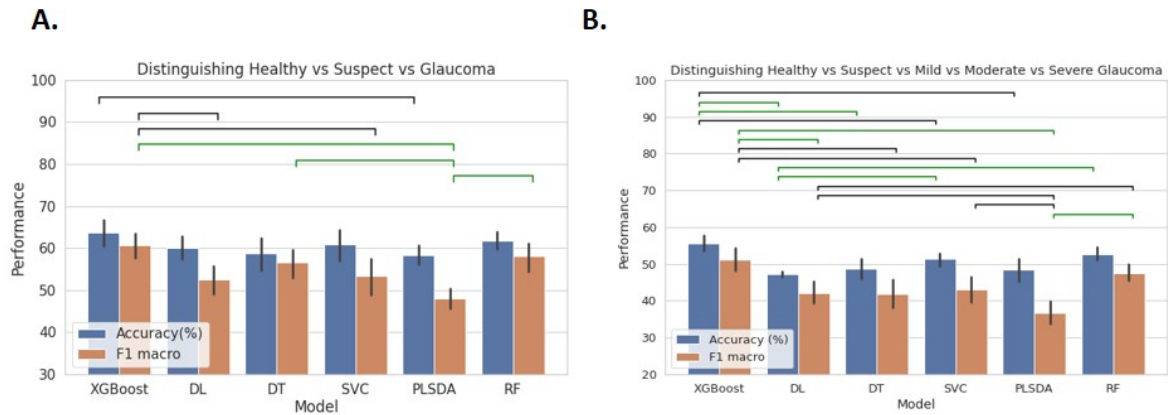 A.
Distinguishing Healthy vs Suspect vs Glaucoma
100
90
80
70
60
50
40
30
Performance
Accuracy(%)
F1 macro
XGBoost DL DT SVC PLSDA RF
Model
B.
Distinguishing Healthy vs Suspect vs Mild vs Moderate vs Severe Glaucoma
100
90
80
70
60
50
40
30
20
Performance
Accuracy (%)
F1 macro
XGBoost DL DT SVC PLSDA RF
Model